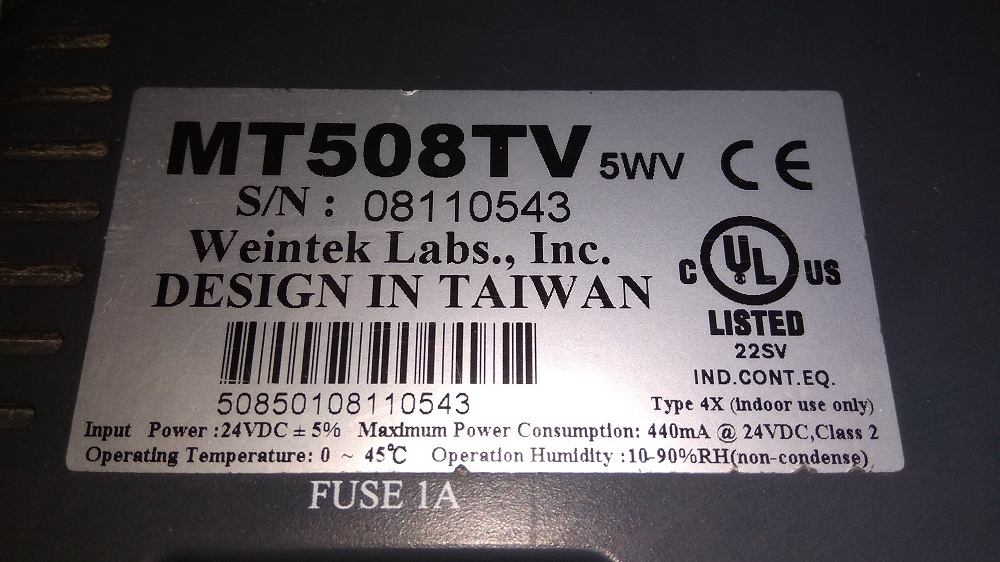 MT508TV 5WV CE
S/N : 08110543
Weintek Labs., Inc.
DESIGN IN TAIWAN
C UL US
LISTED
22SV
IND.CONT.EQ.
50850108110543
Type 4X (Indoor use only)
Input Power :24VDC ± 5% Maximum Power Consumption: 440mA @ 24VDC,Class 2
Operating Temperature: 0 ~ 45℃ Operation Humidity :10-90%RH(non-condense)
FUSE 1A